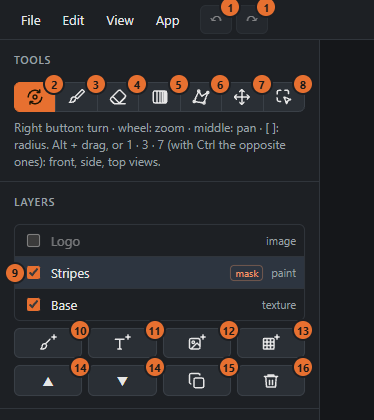 File Edit View App 1 1
TOOLS
2 3 4 5 6 7 8
Right button: turn · wheel: zoom · middle: pan · [ ]:
radius. Alt + drag, or 1 · 3 · 7 (with Ctrl the opposite
ones): front, side, top views.
LAYERS
Logo image
9 Stripes mask paint
Base texture
10 11 12 13
T
14 14 15 16